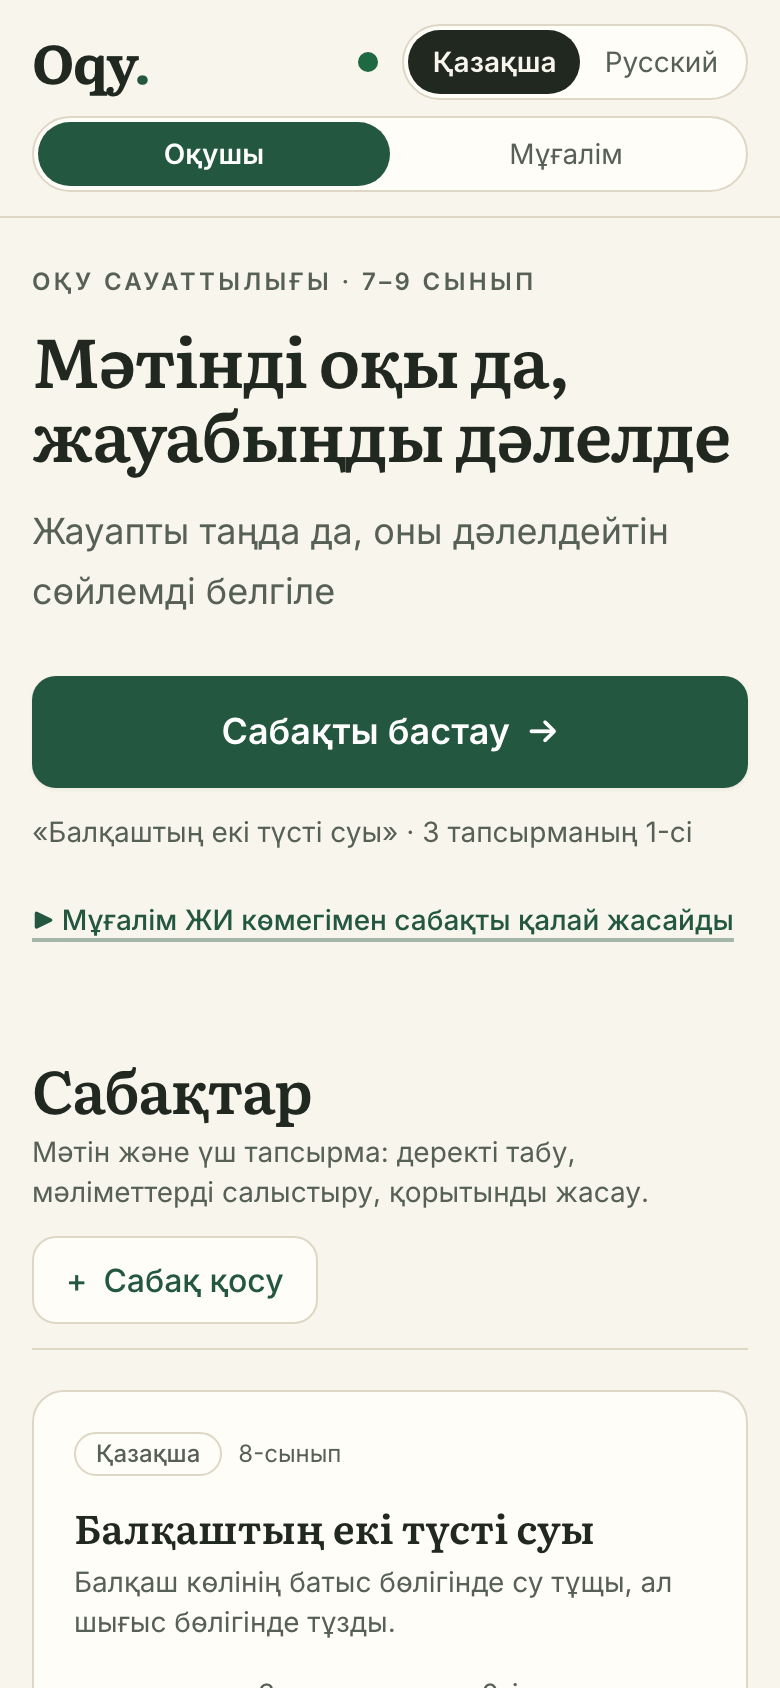 Oqy.
Қазақша Русский
Оқушы Мұғалім
ОҚУ САУАТТЫЛЫҒЫ · 7–9 СЫНЫП
Мәтінді оқы да,
жауабыңды дәлелде
Жауапты таңда да, оны дәлелдейтін
сөйлемді белгіле
Сабақты бастау →
«Балқаштың екі түсті суы» · 3 тапсырманың 1-сі
▶ Мұғалім ЖИ көмегімен сабақты қалай жасайды
Сабақтар
Мәтін және үш тапсырма: деректі табу,
мәліметтерді салыстыру, қорытынды жасау.
+ Сабақ қосу
Қазақша 8-сынып
Балқаштың екі түсті суы
Балқаш көлінің батыс бөлігінде су тұщы, ал
шығыс бөлігінде тұзды.